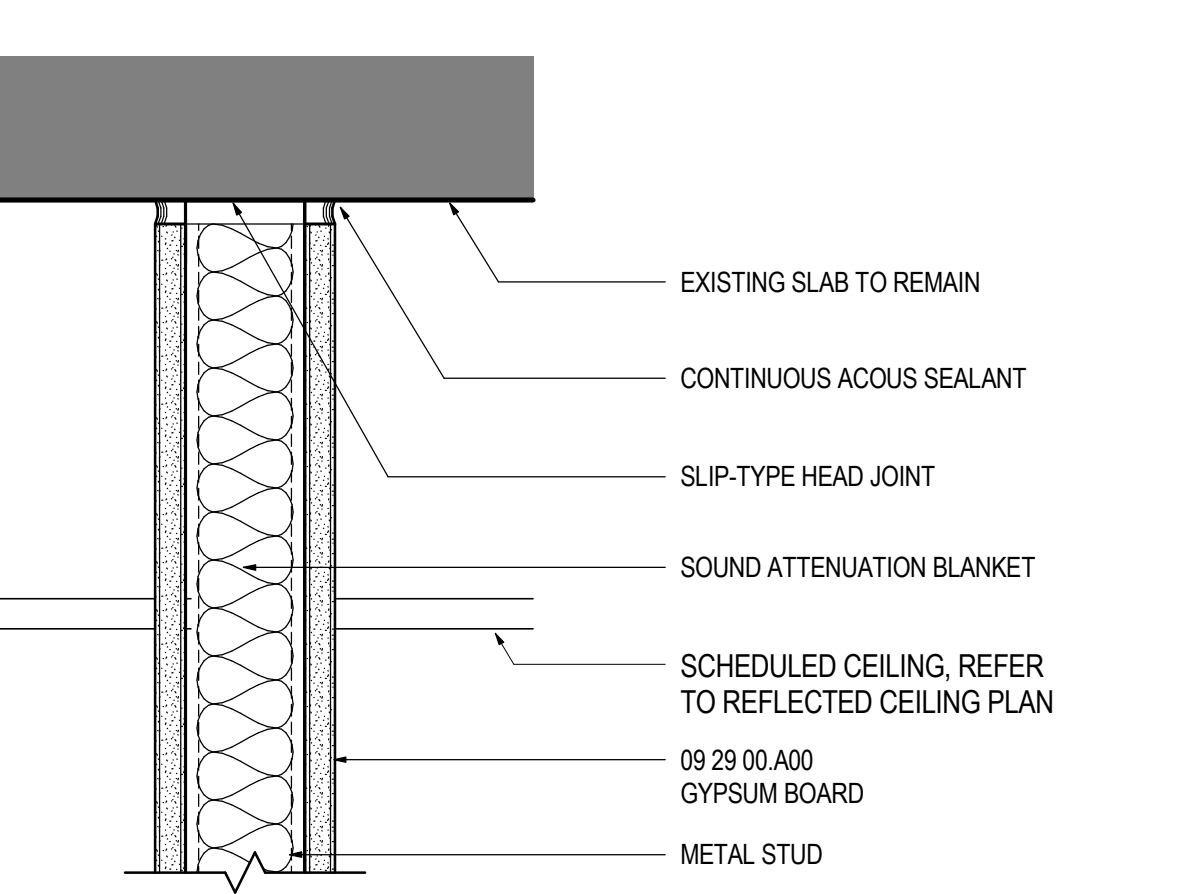 EXISTING SLAB TO REMAIN
CONTINUOUS ACOUS SEALANT
SLIP-TYPE HEAD JOINT
SOUND ATTENUATION BLANKET
SCHEDULED CEILING, REFER
TO REFLECTED CEILING PLAN
09 29 00.A00
GYPSUM BOARD
METAL STUD